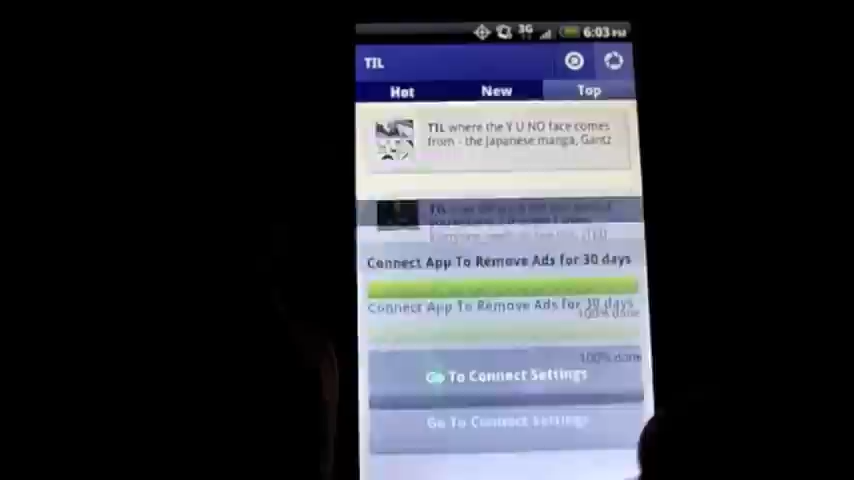 3G 6:03 PM
TIL
Hot New Top
TIL where the Y U NO face comes
from - the Japanese manga, Gantz
TIL
Connect App To Remove Ads for 30 days
Connect App To Remove Ads for 30 days
100% done
100% done
Go To Connect Settings
Go To Connect Settings